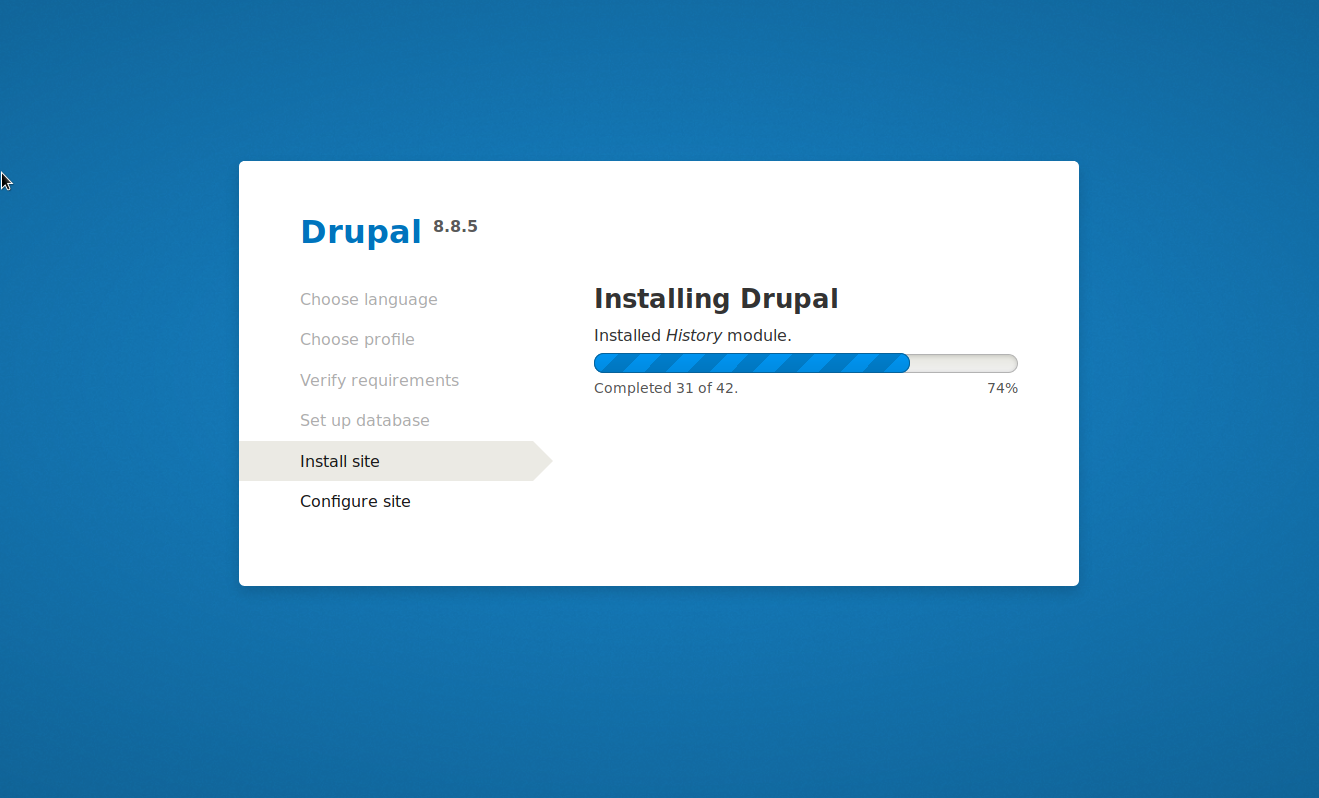 Drupal 8.8.5
Choose language
Choose profile
Verify requirements
Set up database
Install site
Configure site
Installing Drupal
Installed History module.
Completed 31 of 42.
74%